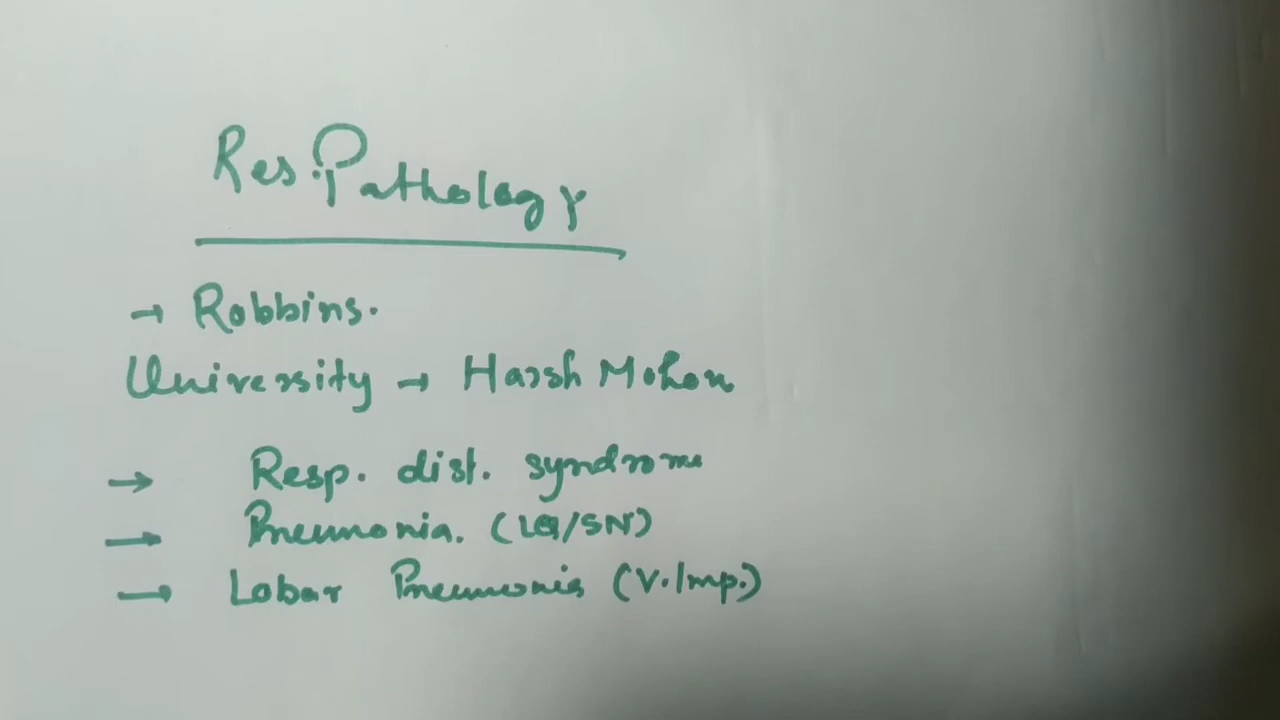 Res. Pathology
→ Robbins.
University → Harsh Mohan
→ Resp. dist. syndrome
→ Pneumonia. (LQ/SN)
→ Lobar Pneumonia (V.Imp.)